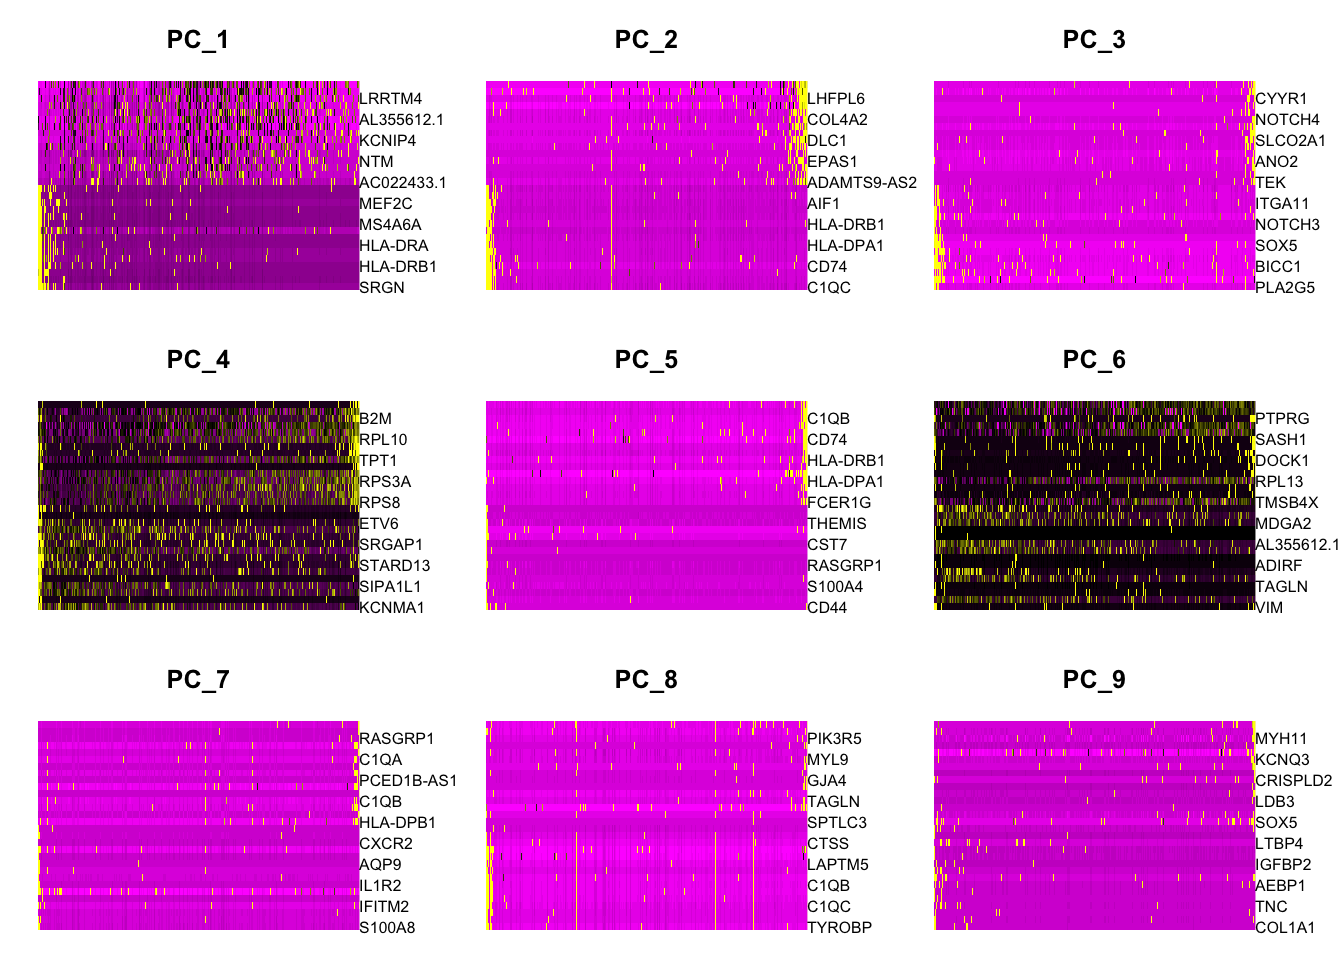 PC_1
LRRTM4
AL355612.1
KCNIP4
NTM
AC022433.1
MEF2C
MS4A6A
HLA-DRA
HLA-DRB1
SRGN
PC_2
LHFPL6
COL4A2
DLC1
EPAS1
ADAMTS9-AS2
AIF1
HLA-DRB1
HLA-DPA1
CD74
C1QC
PC_3
CYYR1
NOTCH4
SLCO2A1
ANO2
TEK
ITGA11
NOTCH3
SOX5
BICC1
PLA2G5
PC_4
B2M
RPL10
TPT1
RPS3A
RPS8
ETV6
SRGAP1
STARD13
SIPA1L1
KCNMA1
PC_5
C1QB
CD74
HLA-DRB1
HLA-DPA1
FCER1G
THEMIS
CST7
RASGRP1
S100A4
CD44
PC_6
PTPRG
SASH1
DOCK1
RPL13
TMSB4X
MDGA2
AL355612.1
ADIRF
TAGLN
VIM
PC_7
RASGRP1
C1QA
PCED1B-AS1
C1QB
HLA-DPB1
CXCR2
AQP9
IL1R2
IFITM2
S100A8
PC_8
PIK3R5
MYL9
GJA4
TAGLN
SPTLC3
CTSS
LAPTM5
C1QB
C1QC
TYROBP
PC_9
MYH11
KCNQ3
CRISPLD2
LDB3
SOX5
LTBP4
IGFBP2
AEBP1
TNC
COL1A1